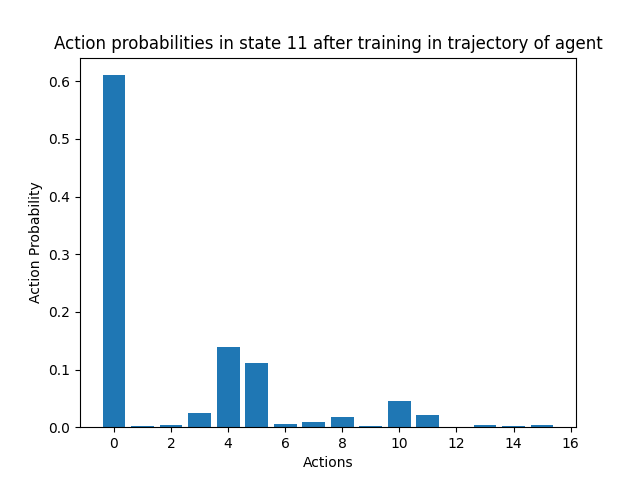 Action probabilities in state 11 after training in trajectory of agent
0.6
0.5
0.4
0.3
0.2
0.1
0.0
Action Probability
0 2 4 6 8 10 12 14 16
Actions